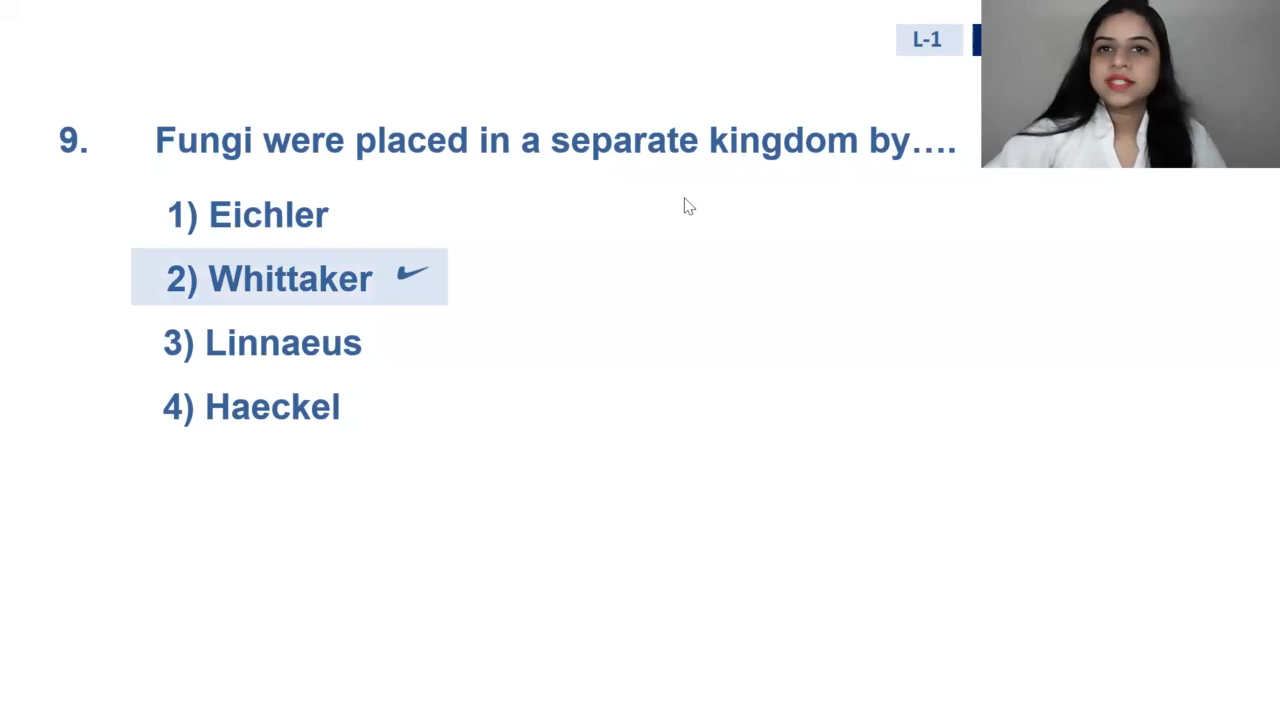 L-1
9. Fungi were placed in a separate kingdom by….
1) Eichler
2) Whittaker
3) Linnaeus
4) Haeckel